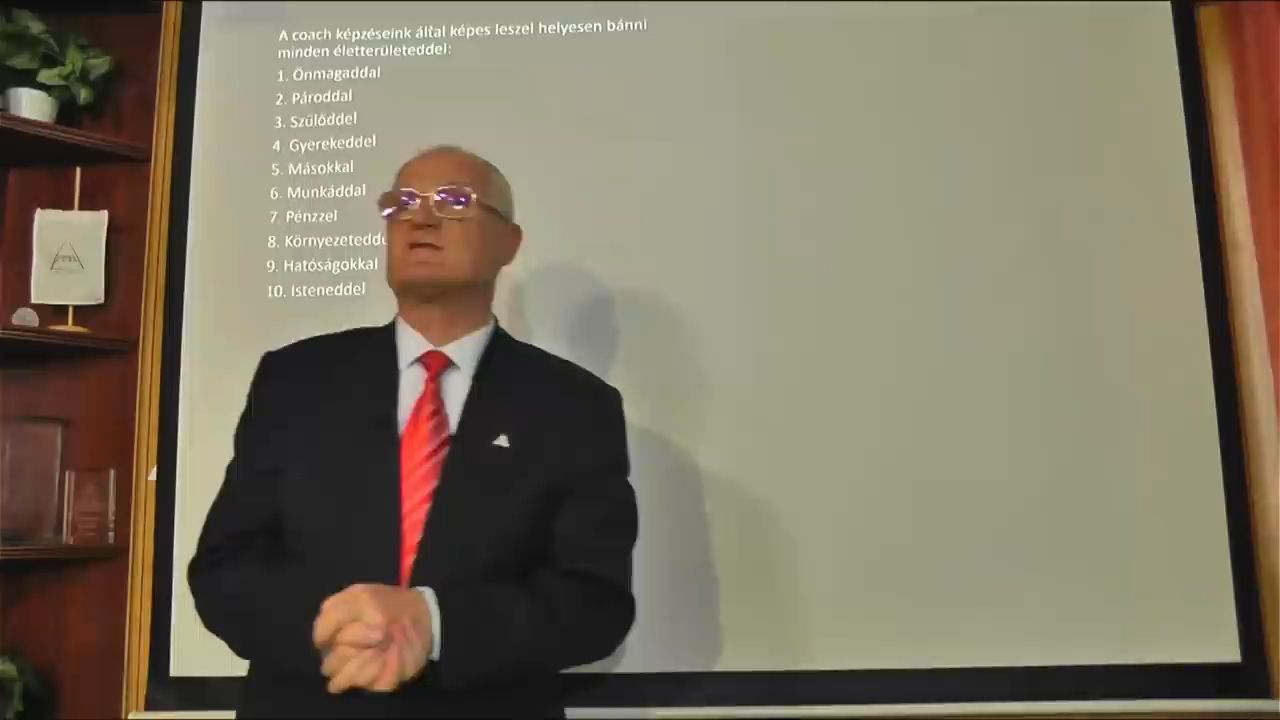 A coach képzéseink által képes leszel helyesen bánni
minden életterületeddel:
1. Önmagaddal
2. Pároddal
3. Szülőddel
4. Gyerekeddel
5. Másokkal
6. Munkáddal
7. Pénzzel
8. Környezetedd
9. Hatóságokkal
10. Isteneddel